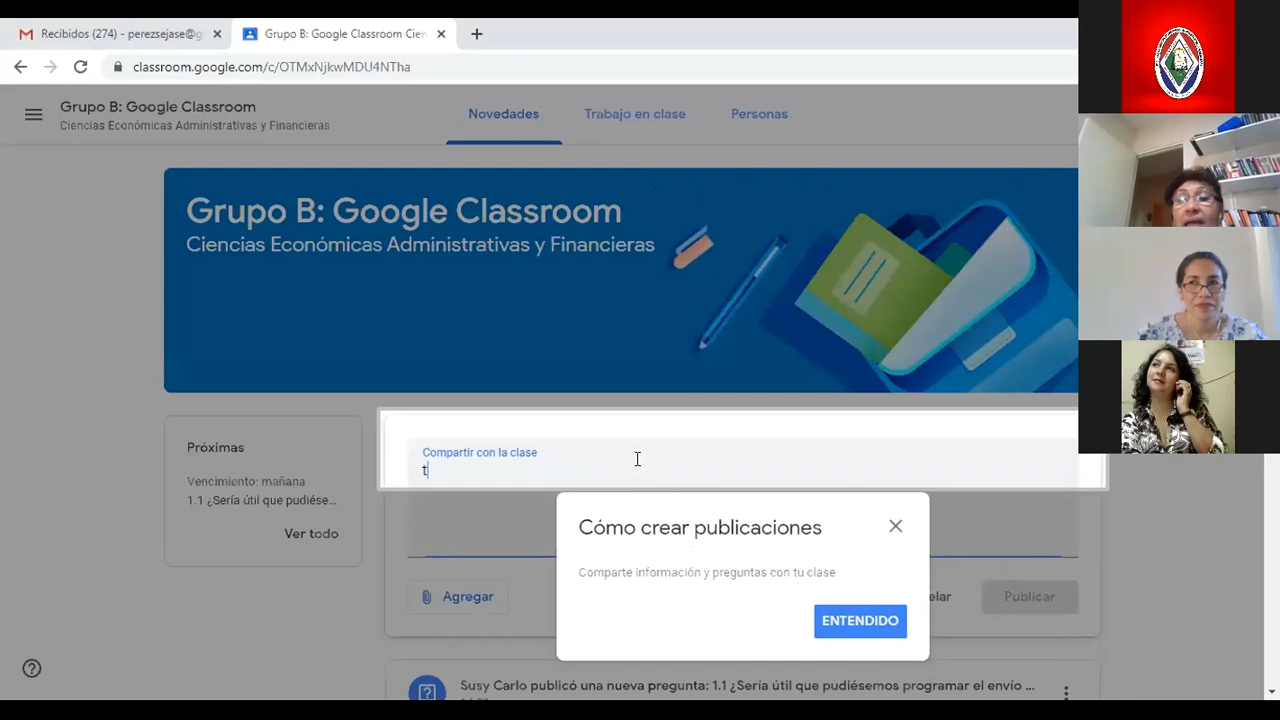 Recibidos (274) - perezsejase@g
Grupo B: Google Classroom Cien
classroom.google.com/c/OTMxNjkwMDU4NTha
Grupo B: Google Classroom
Ciencias Económicas Administrativas y Financieras
Novedades
Trabajo en clase
Personas
Grupo B: Google Classroom
Ciencias Económicas Administrativas y Financieras
Próximas
Vencimiento: mañana
1.1 ¿Sería útil que pudiése...
Ver todo
Compartir con la clase
t
Cómo crear publicaciones
Comparte información y preguntas con tu clase
ENTENDIDO
Agregar
elar
Publicar
Susy Carlo publicó una nueva pregunta: 1.1 ¿Sería útil que pudiésemos programar el envío ...